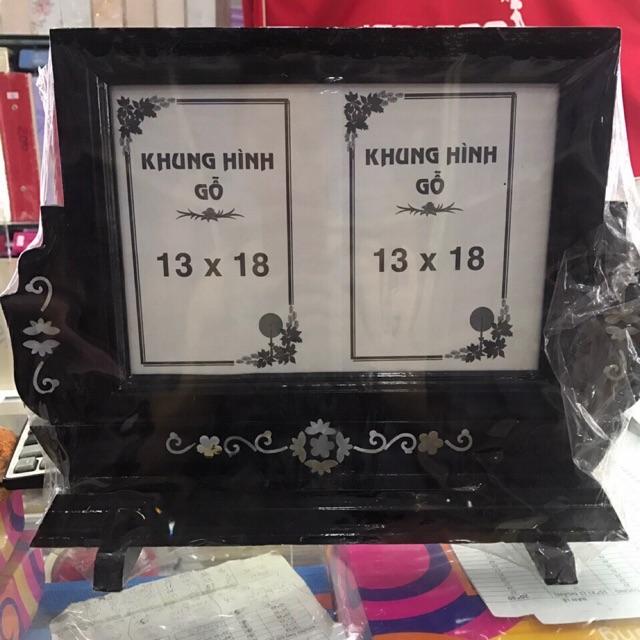 KHUNG HÌNH
GỖ
13 x 18
KHUNG HÌNH
GỖ
13 x 18